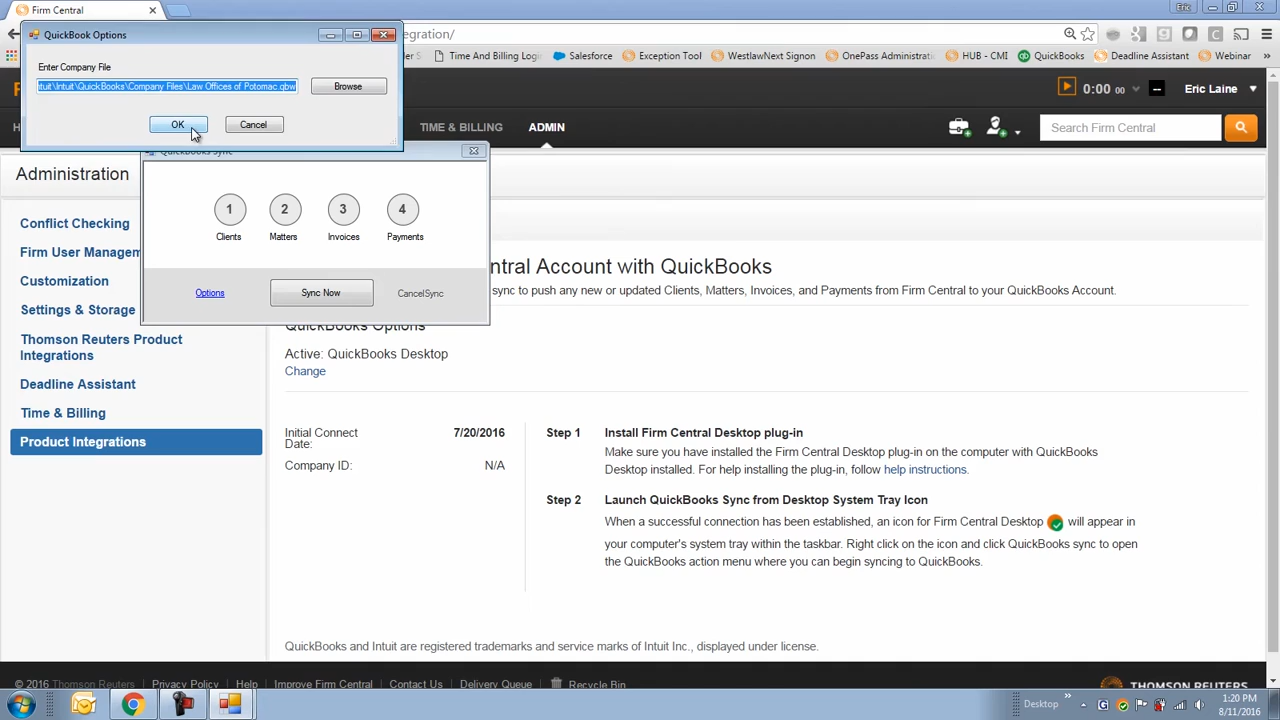 Firm Central
Eric
QuickBook Options
egration/
Enter Company File
tuit\Intuit\QuickBooks\Company Files\Law Offices of Potomac.qbw
Browse
OK
Cancel
Time And Billing Login
Salesforce
Exception Tool
WestlawNext Signon
OnePass Administrati
HUB - CMI
QuickBooks
Deadline Assistant
Webinar
0:00 00
--
Eric Laine
H
TIME & BILLING
ADMIN
Search Firm Central
QuickBooks Sync
1
2
3
4
Clients
Matters
Invoices
Payments
Options
Sync Now
CancelSync
Administration
Conflict Checking
Firm User Managem
Customization
Settings & Storage
Thomson Reuters Product
Integrations
Deadline Assistant
Time & Billing
Product Integrations
ntral Account with QuickBooks
sync to push any new or updated Clients, Matters, Invoices, and Payments from Firm Central to your QuickBooks Account.
QuickBooks Options
Active: QuickBooks Desktop
Change
Initial Connect
Date:
7/20/2016
Company ID:
N/A
Step 1
Install Firm Central Desktop plug-in
Make sure you have installed the Firm Central Desktop plug-in on the computer with QuickBooks
Desktop installed. For help installing the plug-in, follow help instructions.
Step 2
Launch QuickBooks Sync from Desktop System Tray Icon
When a successful connection has been established, an icon for Firm Central Desktop will appear in
your computer's system tray within the taskbar. Right click on the icon and click QuickBooks sync to open
the QuickBooks action menu where you can begin syncing to QuickBooks.
QuickBooks and Intuit are registered trademarks and service marks of Intuit Inc., displayed under license.
© 2016 Thomson Reuters
Privacy Policy
Help
Improve Firm Central
Contact Us
Delivery Queue
Recycle Bin
THOMSON REUTERS
Desktop
1:20 PM
8/11/2016